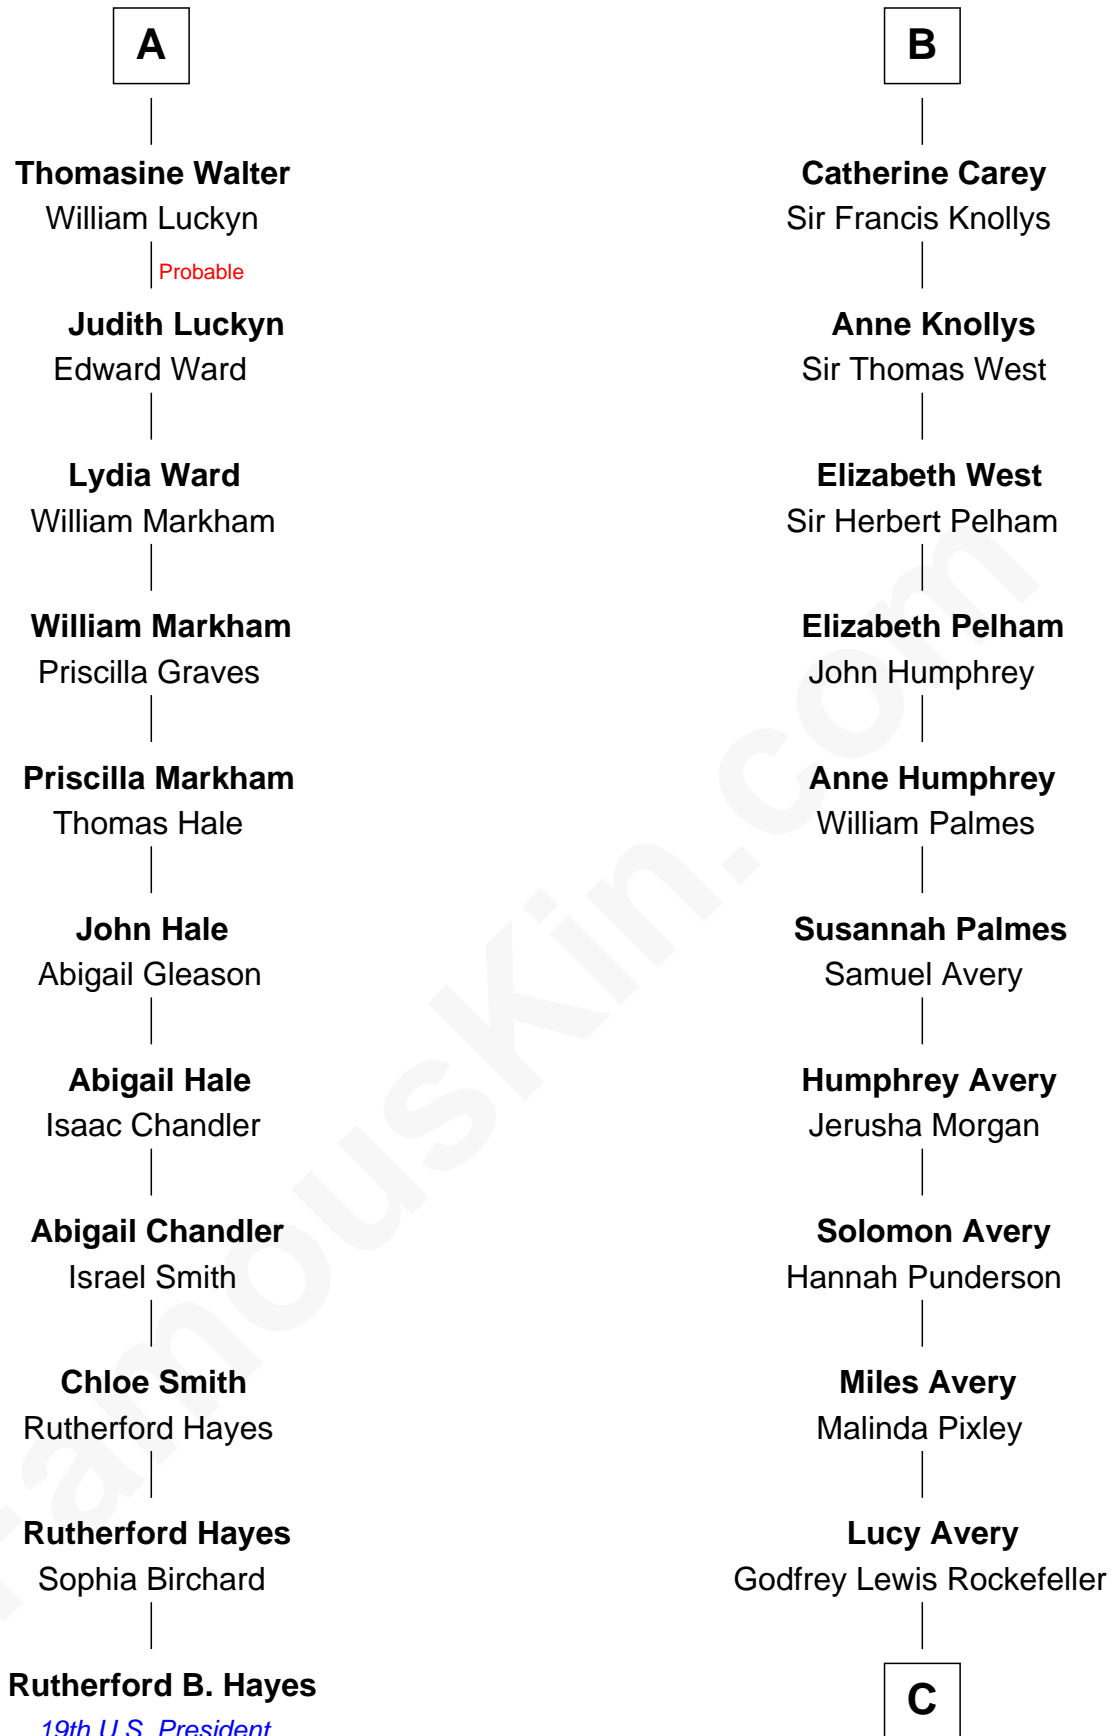 A
Thomasine Walter
William Luckyn
Probable
Judith Luckyn
Edward Ward
Lydia Ward
William Markham
William Markham
Priscilla Graves
Priscilla Markham
Thomas Hale
John Hale
Abigail Gleason
Abigail Hale
Isaac Chandler
Abigail Chandler
Israel Smith
Chloe Smith
Rutherford Hayes
Rutherford Hayes
Sophia Birchard
Rutherford B. Hayes
19th U.S. President
B
Catherine Carey
Sir Francis Knollys
Anne Knollys
Sir Thomas West
Elizabeth West
Sir Herbert Pelham
Elizabeth Pelham
John Humphrey
Anne Humphrey
William Palmes
Susannah Palmes
Samuel Avery
Humphrey Avery
Jerusha Morgan
Solomon Avery
Hannah Punderson
Miles Avery
Malinda Pixley
Lucy Avery
Godfrey Lewis Rockefeller
C
FamousKin.com